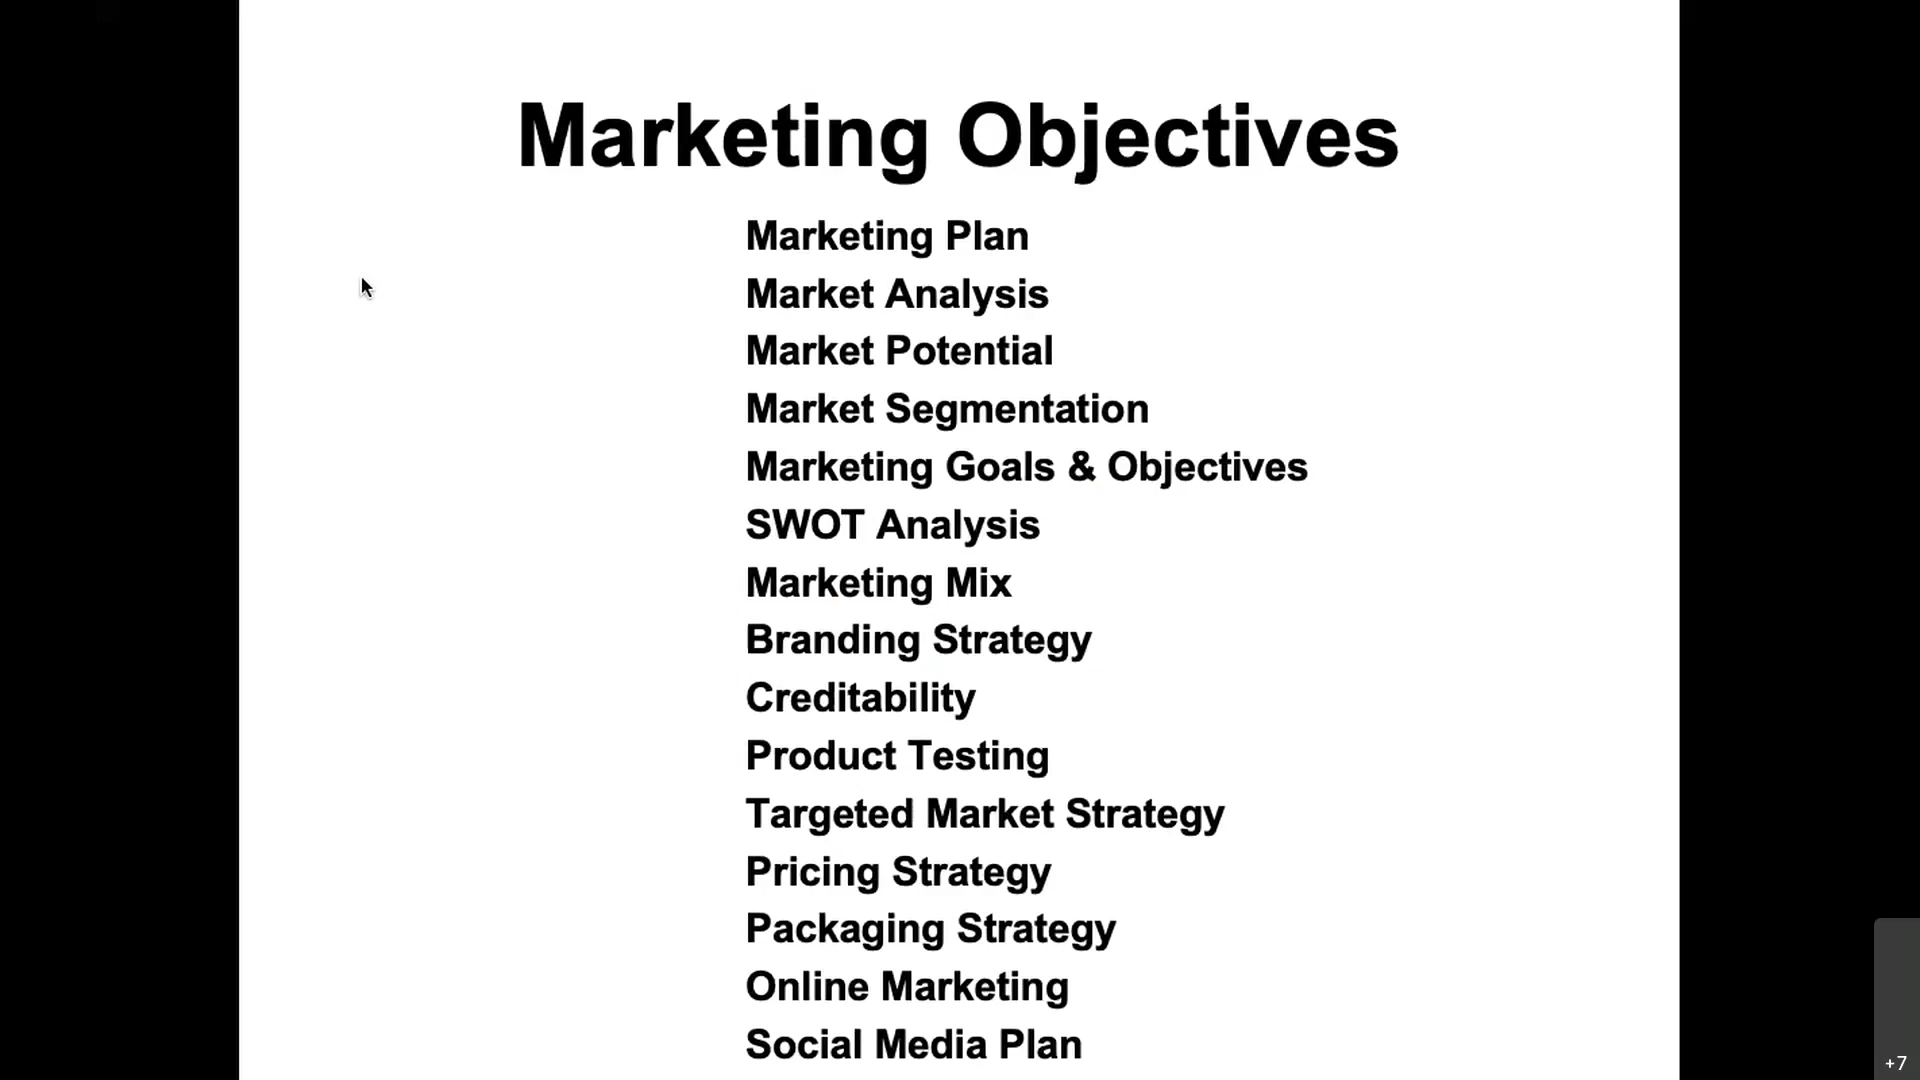 Marketing Objectives
Marketing Plan
Market Analysis
Market Potential
Market Segmentation
Marketing Goals & Objectives
SWOT Analysis
Marketing Mix
Branding Strategy
Creditability
Product Testing
Targeted Market Strategy
Pricing Strategy
Packaging Strategy
Online Marketing
Social Media Plan
+7